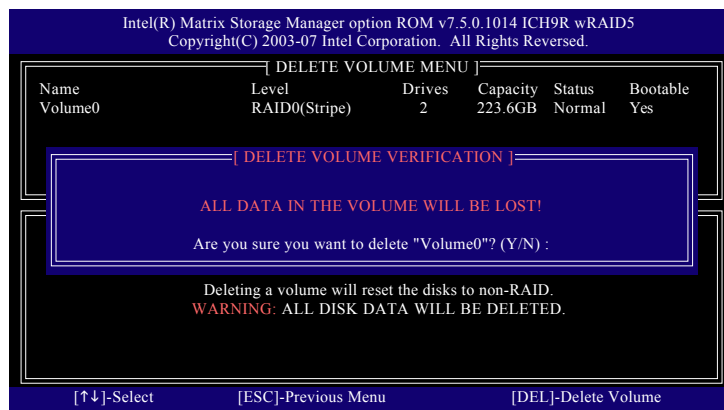 Intel(R) Matrix Storage Manager option ROM v7.5.0.1014 ICH9R wRAID5
Copyright(C) 2003-07 Intel Corporation. All Rights Reversed.
[ DELETE VOLUME MENU ]
Name Level Drives Capacity Status Bootable
Volume0 RAID0(Stripe) 2 223.6GB Normal Yes
[ DELETE VOLUME VERIFICATION ]
ALL DATA IN THE VOLUME WILL BE LOST!
Are you sure you want to delete "Volume0"? (Y/N) :
Deleting a volume will reset the disks to non-RAID.
WARNING: ALL DISK DATA WILL BE DELETED.
[↑↓]-Select [ESC]-Previous Menu [DEL]-Delete Volume